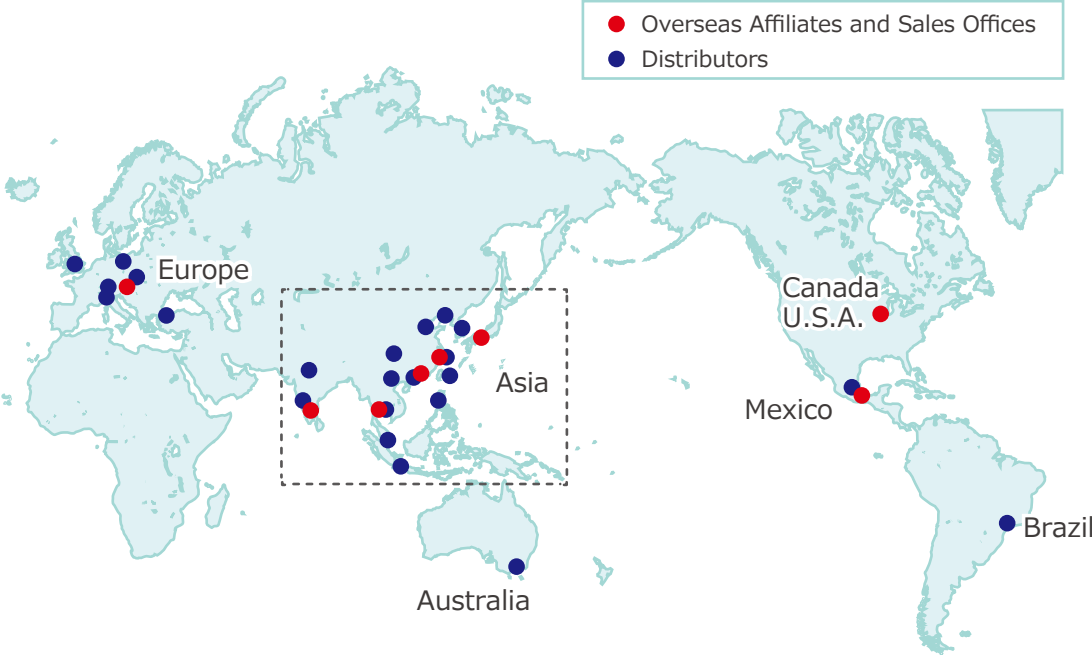 Overseas Affiliates and Sales Offices
Distributors
Europe
Canada
U.S.A.
Asia
Mexico
Brazil
Australia